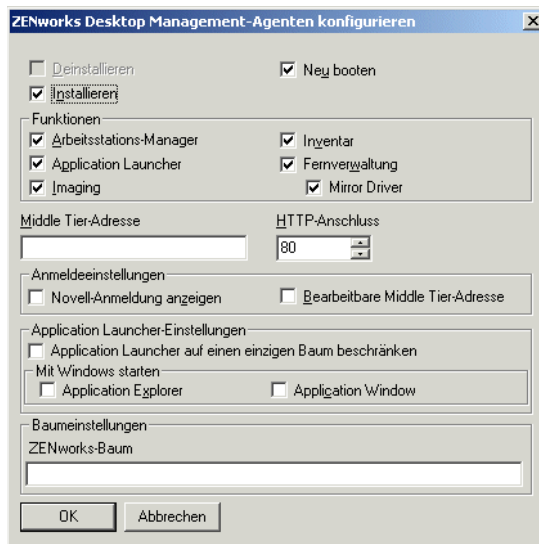 ZENworks Desktop Management-Agenten konfigurieren
Deinstallieren
Neu booten
Installieren
Funktionen
Arbeitsstations-Manager
Inventar
Application Launcher
Fernverwaltung
Imaging
Mirror Driver
Middle Tier-Adresse
HTTP-Anschluss
80
Anmeldeeinstellungen
Novell-Anmeldung anzeigen
Bearbeitbare Middle Tier-Adresse
Application Launcher-Einstellungen
Application Launcher auf einen einzigen Baum beschränken
Mit Windows starten
Application Explorer
Application Window
Baumeinstellungen
ZENworks-Baum
OK
Abbrechen